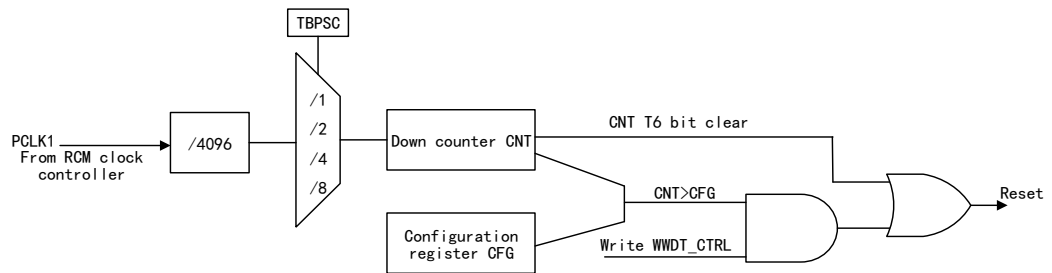 TBPSC
/1
/2
/4
/8
PCLK1
From RCM clock
controller
/4096
Down counter CNT
CNT T6 bit clear
CNT>CFG
Configuration
register CFG
Write WWDT_CTRL
Reset